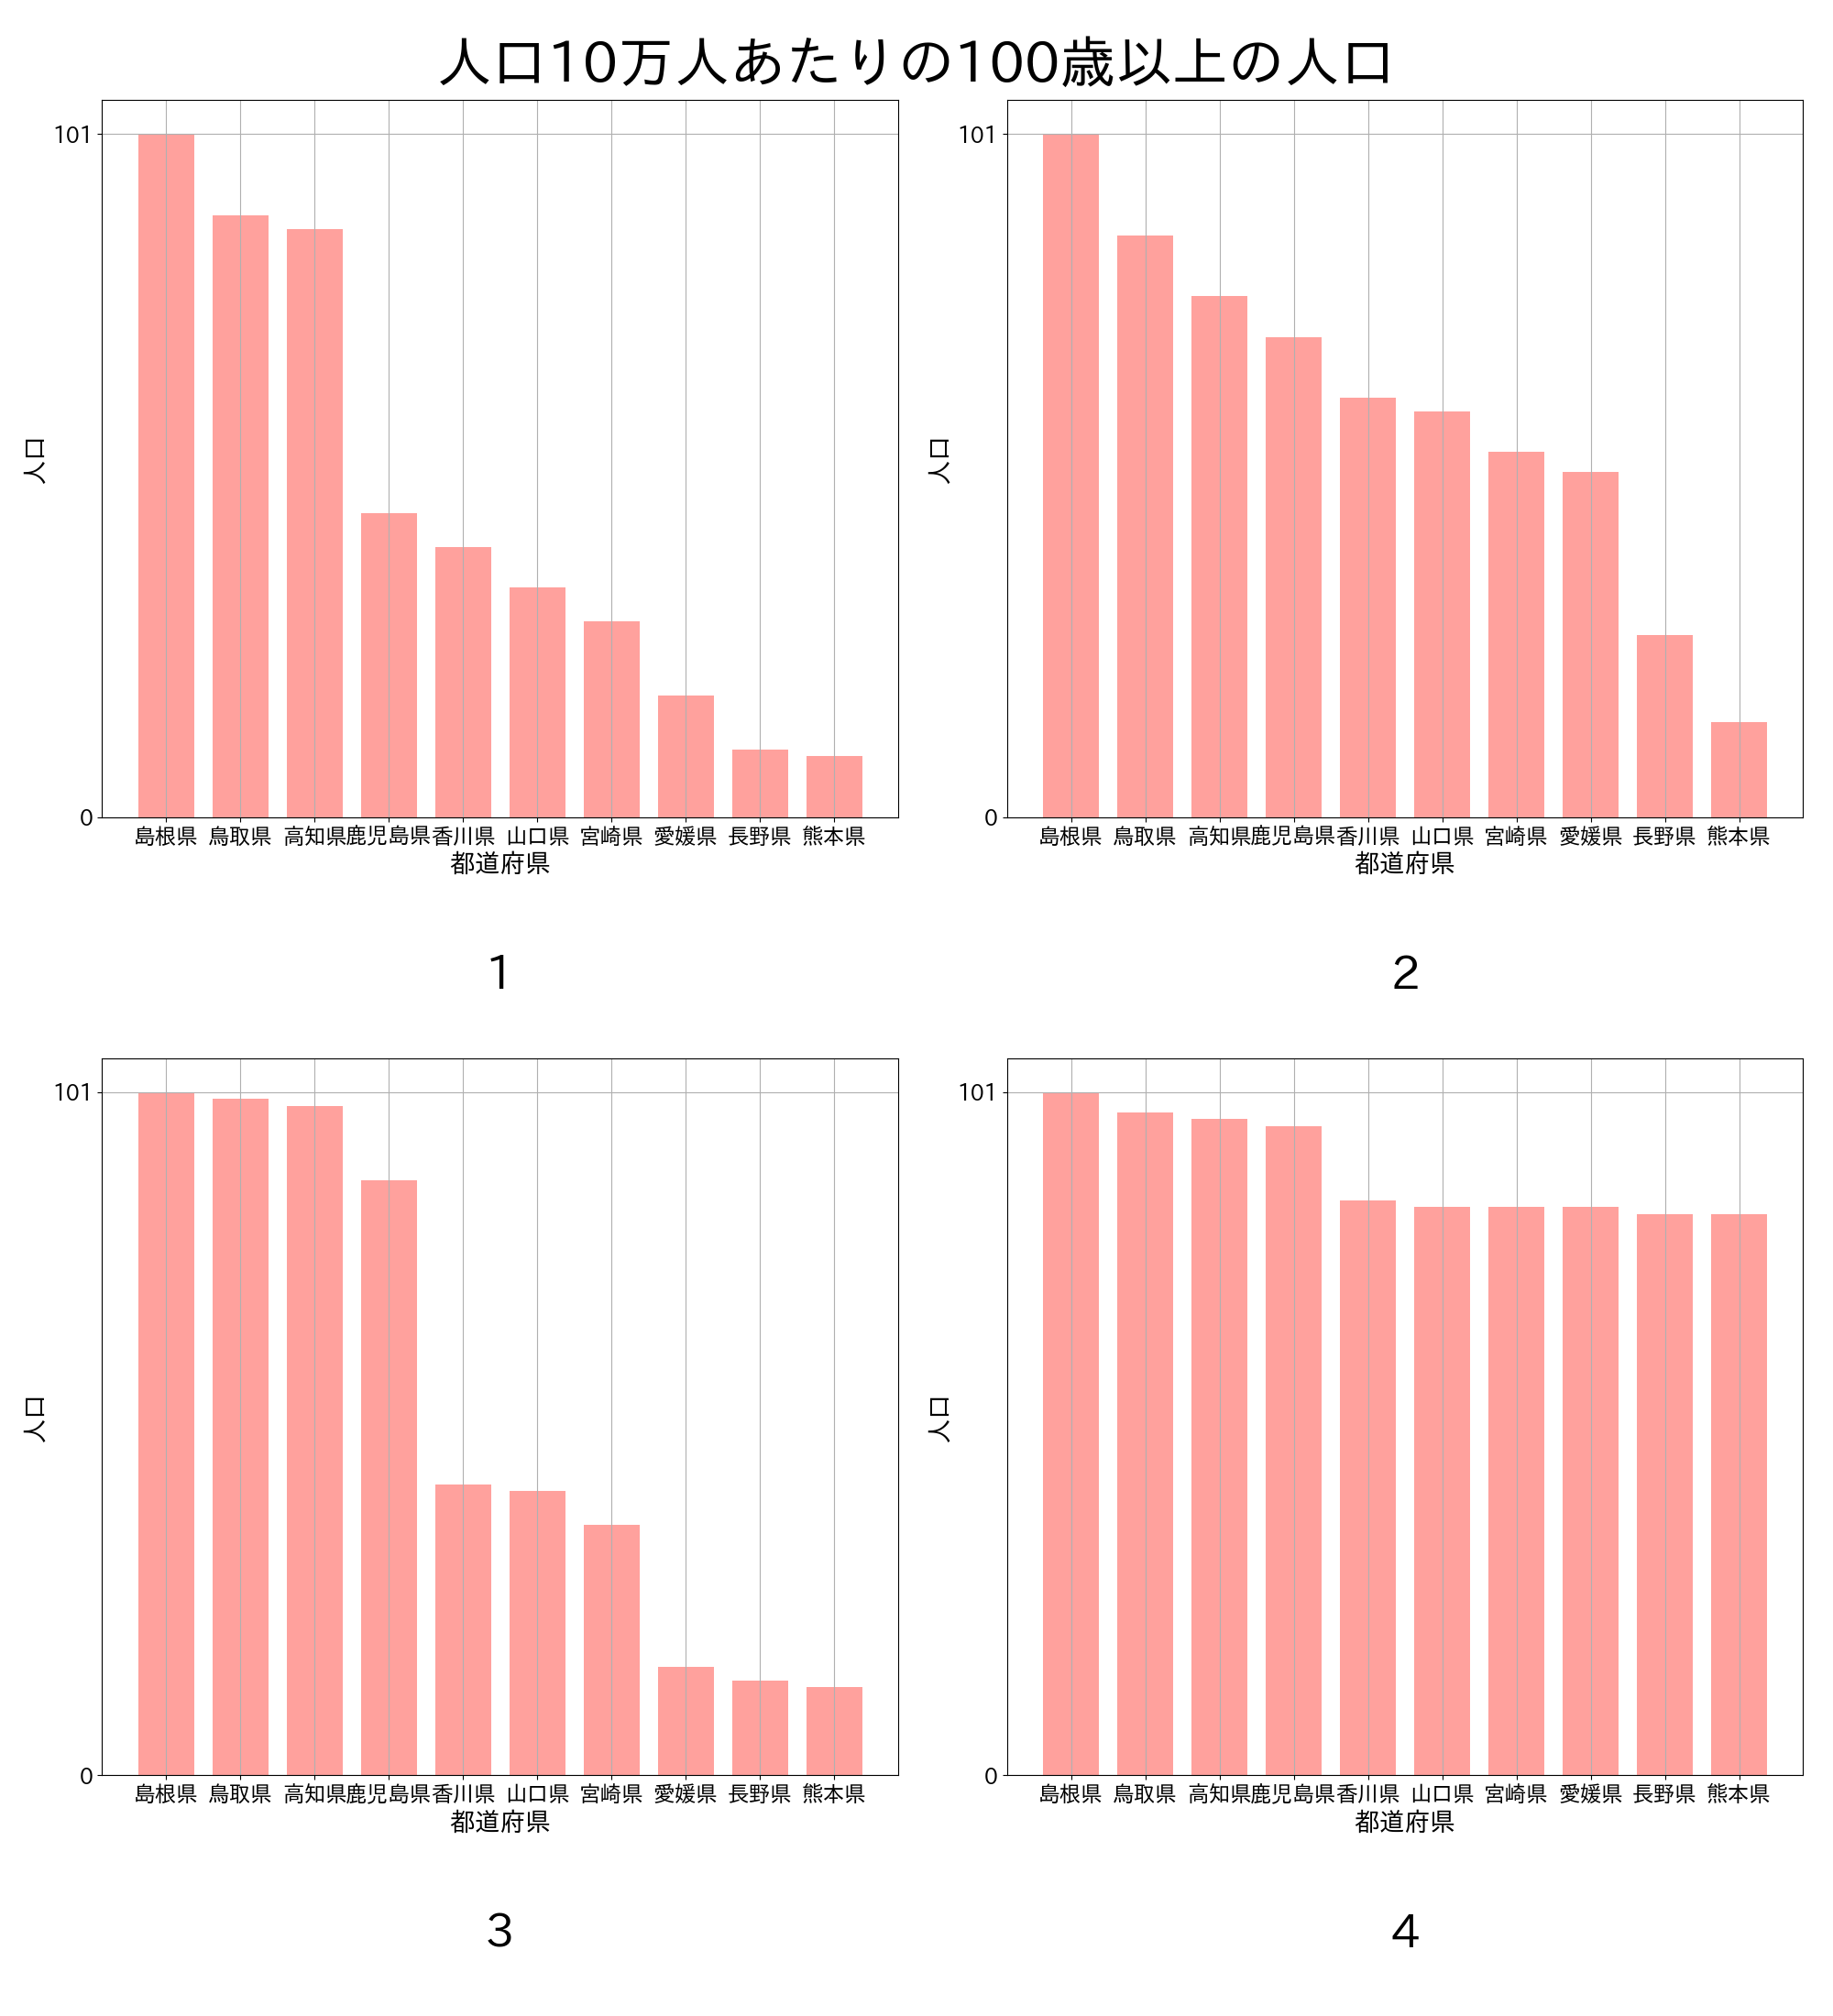 人口10万人あたりの100歳以上の人口
101
0
人口
島根県 鳥取県 高知県 鹿児島県 香川県 山口県 宮崎県 愛媛県 長野県 熊本県
都道府県
1
101
0
人口
島根県 鳥取県 高知県 鹿児島県 香川県 山口県 宮崎県 愛媛県 長野県 熊本県
都道府県
2
101
0
人口
島根県 鳥取県 高知県 鹿児島県 香川県 山口県 宮崎県 愛媛県 長野県 熊本県
都道府県
3
101
0
人口
島根県 鳥取県 高知県 鹿児島県 香川県 山口県 宮崎県 愛媛県 長野県 熊本県
都道府県
4